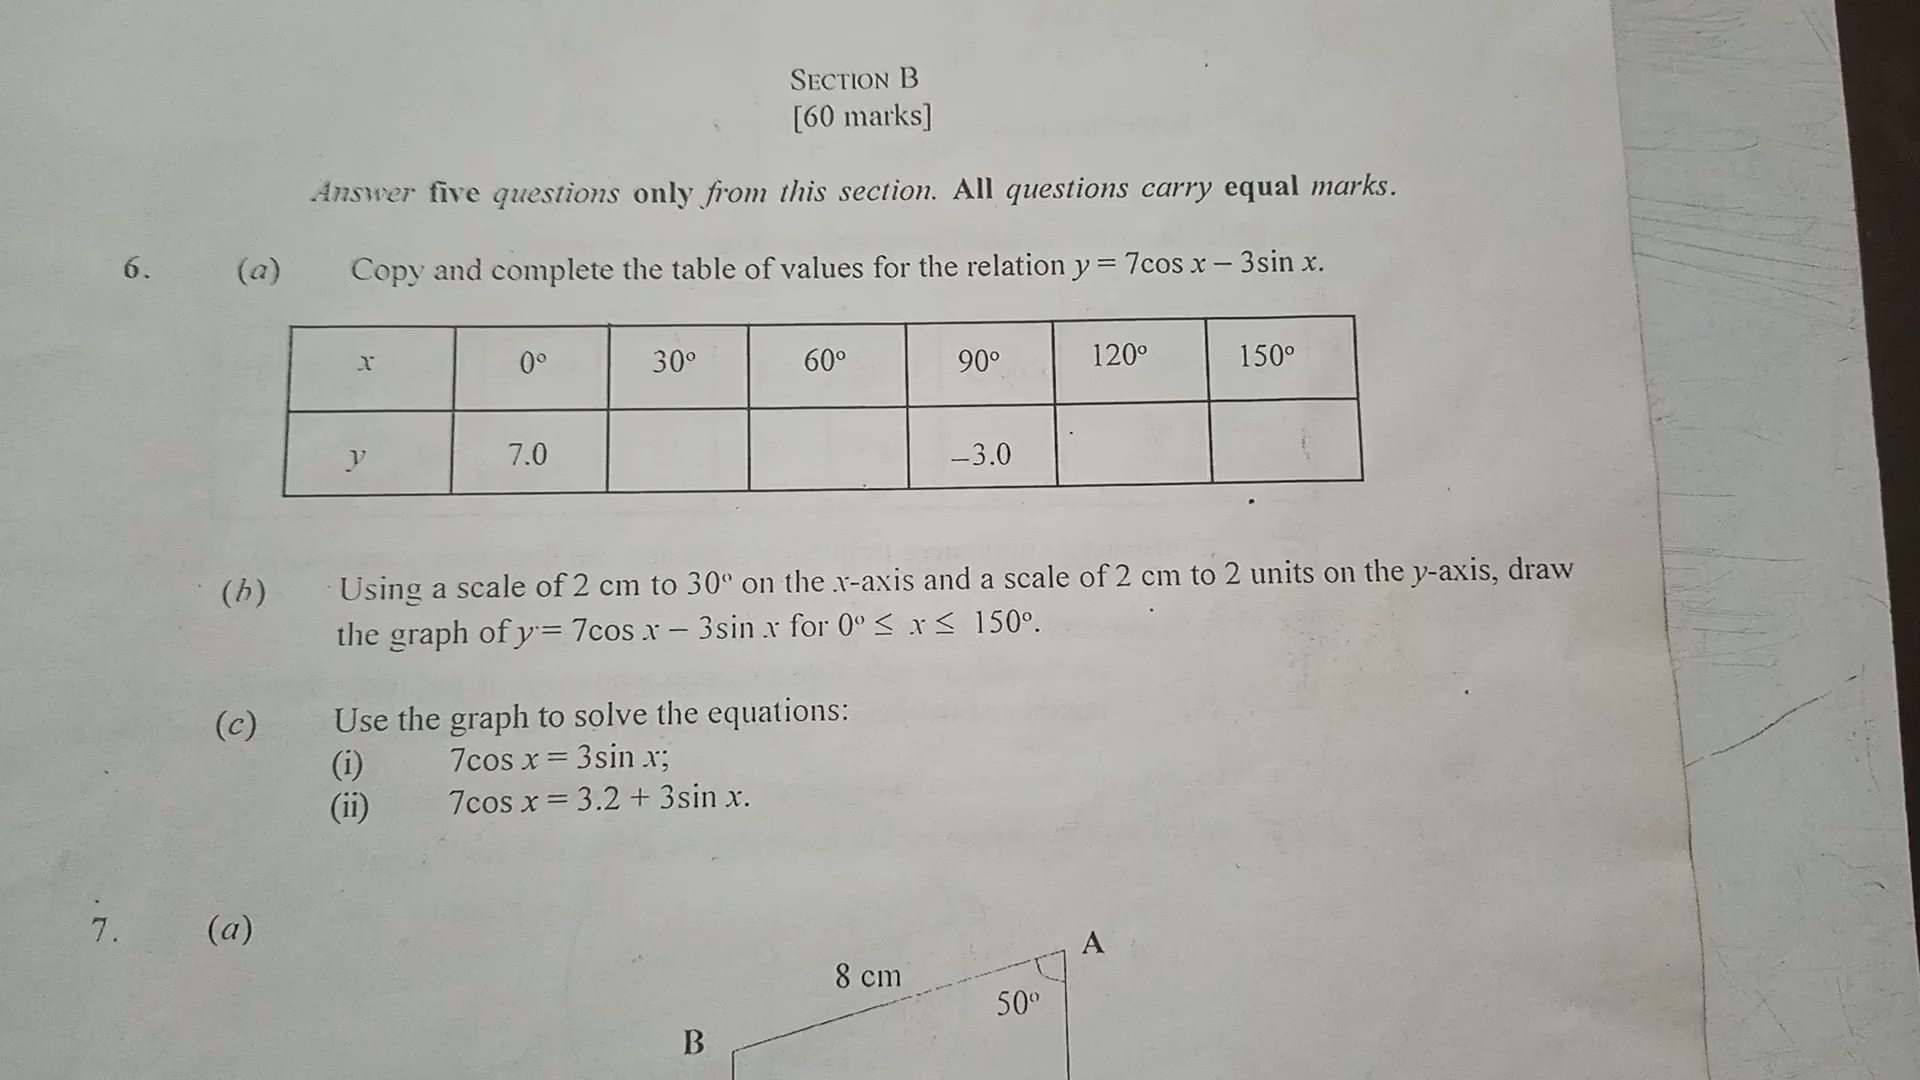 SECTION B
[60 marks]
Answer five questions only from this section. All questions carry equal marks.
6. (a) Copy and complete the table of values for the relation y = 7cos x – 3sin x.
x 0° 30° 60° 90° 120° 150°
y 7.0 –3.0
(b) Using a scale of 2 cm to 30° on the x-axis and a scale of 2 cm to 2 units on the y-axis, draw
the graph of y = 7cos x – 3sin x for 0° ≤ x ≤ 150°.
(c) Use the graph to solve the equations:
(i) 7cos x = 3sin x;
(ii) 7cos x = 3.2 + 3sin x.
7. (a)
A
8 cm
50°
B